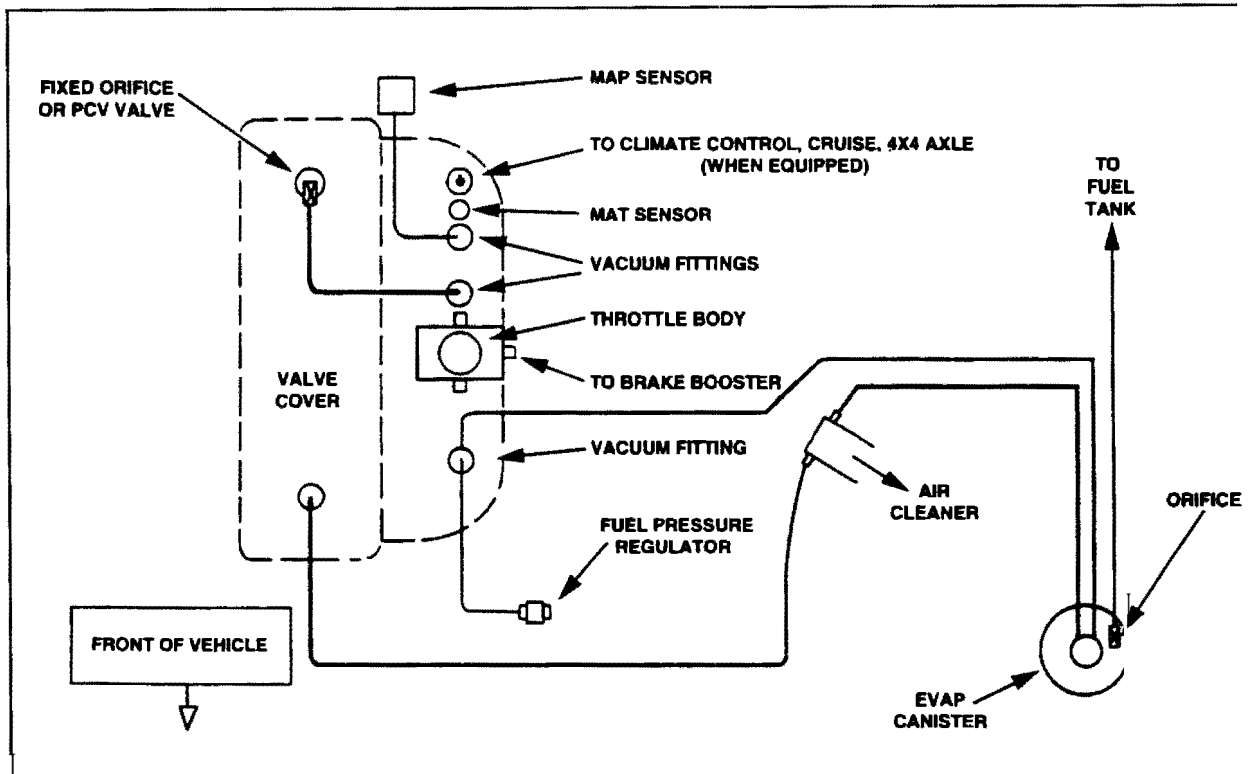 FIXED ORIFICE
OR PCV VALVE
MAP SENSOR
TO CLIMATE CONTROL, CRUISE, 4X4 AXLE
(WHEN EQUIPPED)
MAT SENSOR
VACUUM FITTINGS
THROTTLE BODY
TO BRAKE BOOSTER
VALVE
COVER
VACUUM FITTING
FUEL PRESSURE
REGULATOR
AIR
CLEANER
TO
FUEL
TANK
ORIFICE
EVAP
CANISTER
FRONT OF VEHICLE